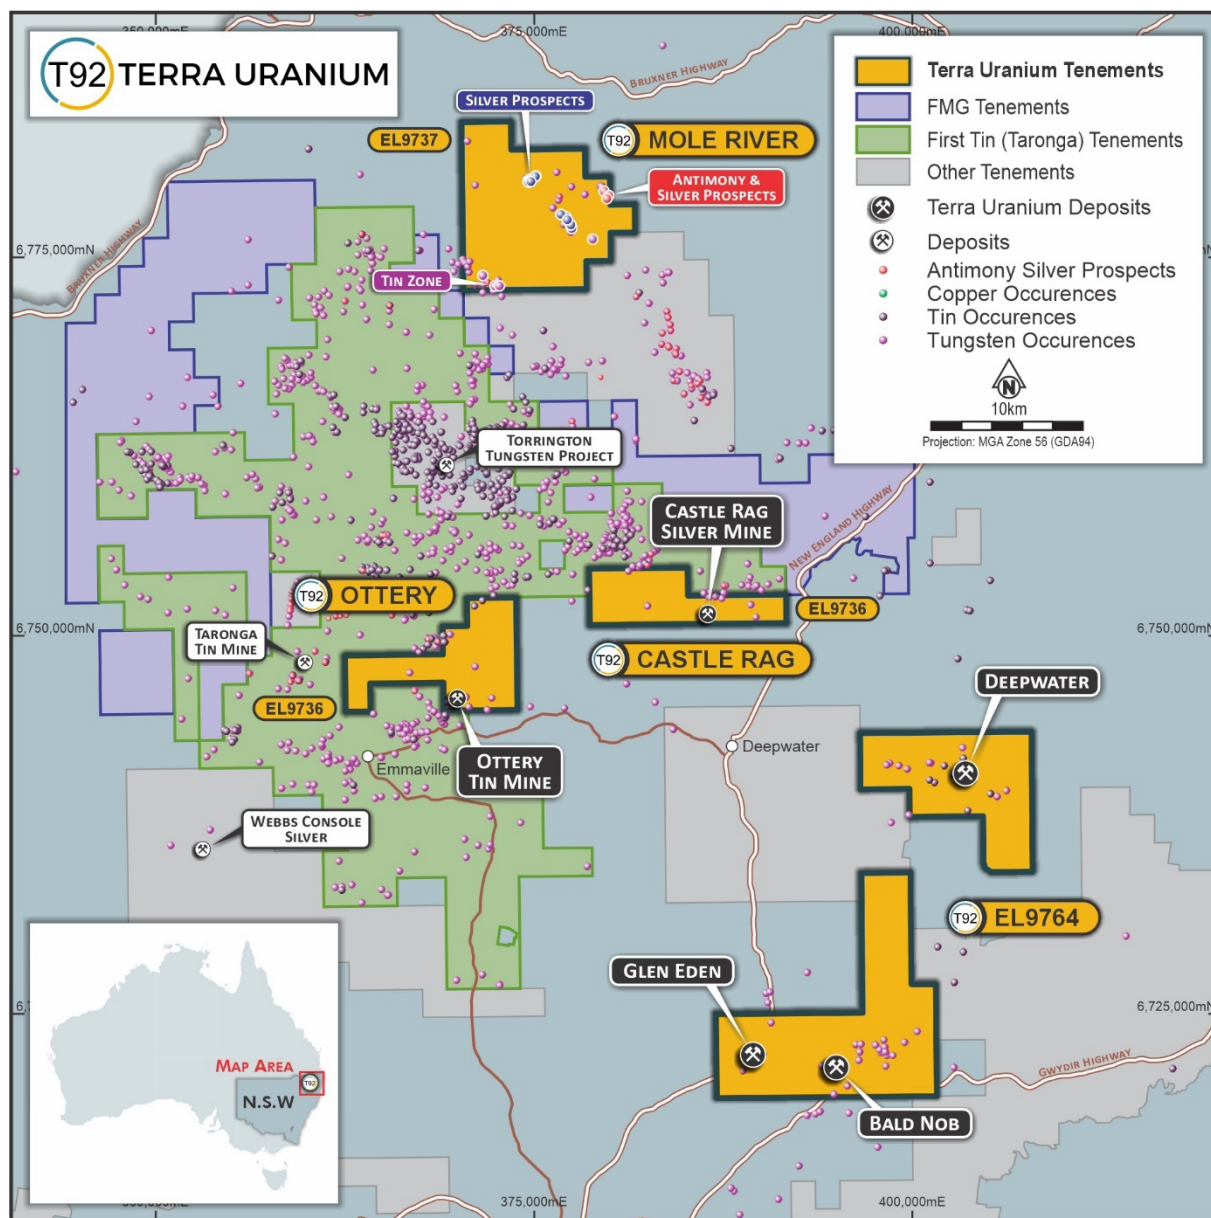 350,000mE
375,000mE
400,000mE
T92 TERRA URANIUM
BRUXNER HIGHWAY
Terra Uranium Tenements
FMG Tenements
First Tin (Taronga) Tenements
Other Tenements
Terra Uranium Deposits
Deposits
Antimony Silver Prospects
Copper Occurences
Tin Occurences
Tungsten Occurences
N
10km
Projection: MGA Zone 56 (GDA94)
SILVER PROSPECTS
EL9737
T92 MOLE RIVER
ANTIMONY &
SILVER PROSPECTS
6,775,000mN
BRUXNER HIGHWAY
TIN ZONE
TORRINGTON
TUNGSTEN PROJECT
CASTLE RAG
SILVER MINE
NEW ENGLAND HIGHWAY
T92 OTTERY
EL9736
6,750,000mN
6,750,000mN
TARONGA
TIN MINE
T92 CASTLE RAG
EL9736
DEEPWATER
Deepwater
Emmaville
OTTERY
TIN MINE
WEBBS CONSOLE
SILVER
T92 EL9764
GLEN EDEN
6,725,000mN
MAP AREA
T92
N.S.W
GWYDIR HIGHWAY
BALD NOB
375,000mE
400,000mE